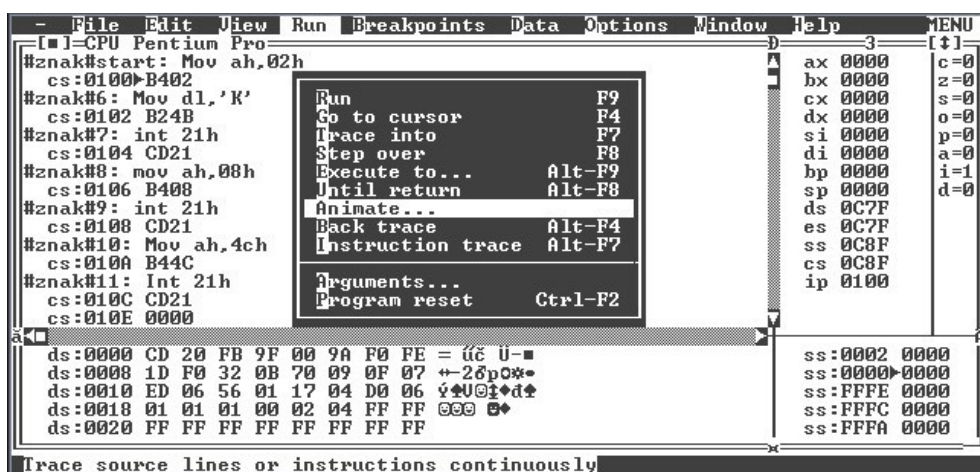 - File Edit View Run Breakpoints Data Options Window Help MENU
[■]=CPU Pentium Pro 3 [↕]
#znak#start: Mov ah,02h
cs:0100►B402
#znak#6: Mov dl,'K'
cs:0102 B24B
#znak#7: int 21h
cs:0104 CD21
#znak#8: mov ah,08h
cs:0106 B408
#znak#9: int 21h
cs:0108 CD21
#znak#10: Mov ah,4ch
cs:010A B44C
#znak#11: Int 21h
cs:010C CD21
cs:010E 0000
Run F9
Go to cursor F4
Trace into F7
Step over F8
Execute to... Alt-F9
Until return Alt-F8
Animate...
Back trace Alt-F4
Instruction trace Alt-F7
Arguments...
Program reset Ctrl-F2
ax 0000 c=0
bx 0000 z=0
cx 0000 s=0
dx 0000 o=0
si 0000 p=0
di 0000 a=0
bp 0000 i=1
sp 0000 d=0
ds 0C7F
es 0C7F
ss 0C8F
cs 0C8F
ip 0100
ds:0000 CD 20 FB 9F 00 9A F0 FE = űč Ü-■
ds:0008 1D F0 32 0B 70 09 0F 07 ↔-2♂p○☼•
ds:0010 ED 06 56 01 17 04 D0 06 ý♠V☺↨♦đ♠
ds:0018 01 01 01 00 02 04 FF FF ☺☺☺ ☻♦
ds:0020 FF FF FF FF FF FF FF FF
ss:0002 0000
ss:0000►0000
ss:FFFE 0000
ss:FFFC 0000
ss:FFFA 0000
Trace source lines or instructions continuously